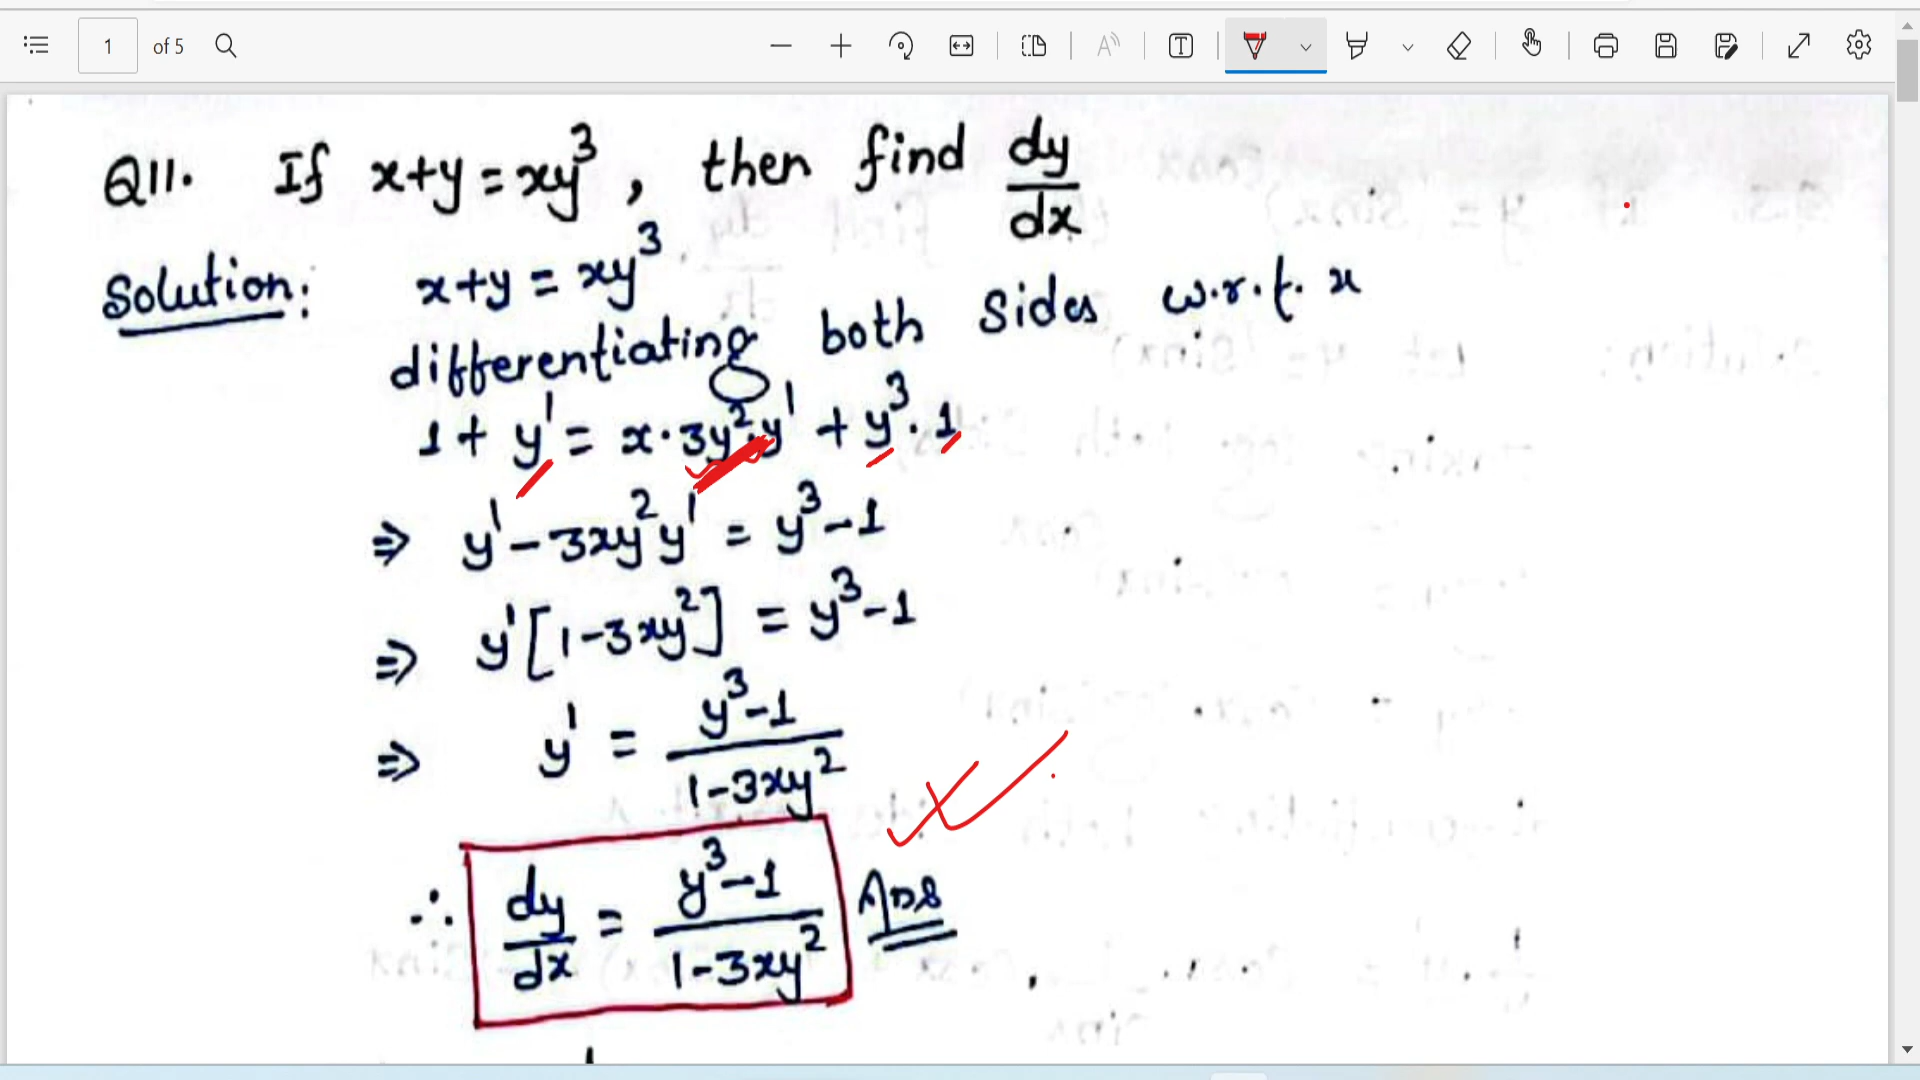 1 of 5
Q11. If x+y=xy³, then find dy/dx
Solution: x+y = xy³
differentiating both sides w.r.t. x
1 + y' = x·3y²·y' + y³·1
⇒ y' - 3xy²y' = y³-1
⇒ y'[1-3xy²] = y³-1
⇒ y' = y³-1/1-3xy²
∴ dy/dx = y³-1/1-3xy² Ans